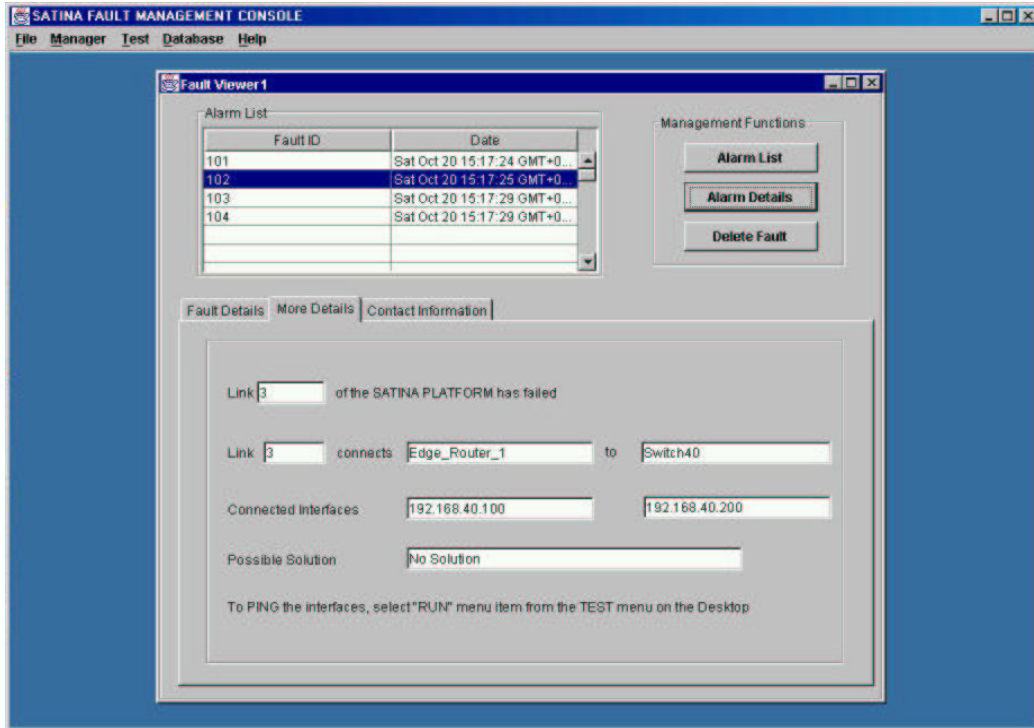 SATINA FAULT MANAGEMENT CONSOLE
File Manager Test Database Help
Fault Viewer1
Alarm List
Fault ID Date
101 Sat Oct 20 15:17:24 GMT+0...
102 Sat Oct 20 15:17:25 GMT+0...
103 Sat Oct 20 15:17:29 GMT+0...
104 Sat Oct 20 15:17:29 GMT+0...
Management Functions
Alarm List
Alarm Details
Delete Fault
Fault Details More Details Contact Information
Link 3 of the SATINA PLATFORM has failed
Link 3 connects Edge_Router_1 to Switch40
Connected Interfaces 192.168.40.100 192.168.40.200
Possible Solution No Solution
To PING the interfaces, select "RUN" menu item from the TEST menu on the Desktop